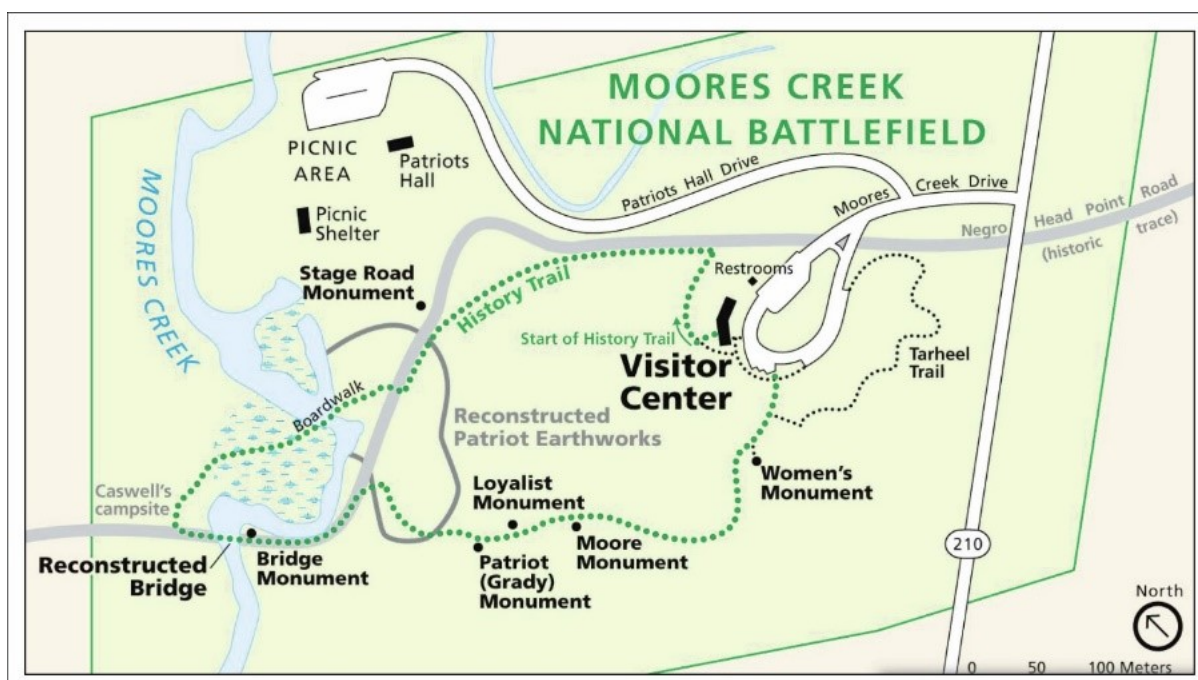 MOORES CREEK
NATIONAL BATTLEFIELD
PICNIC
AREA
Patriots
Hall
Picnic
Shelter
MOORES CREEK
Patriots Hall Drive
Moores Creek Drive
Negro Head Point Road
(historic trace)
Stage Road
Monument
History Trail
Restrooms
Start of History Trail
Visitor
Center
Tarheel
Trail
Boardwalk
Reconstructed
Patriot Earthworks
Caswell's
campsite
Loyalist
Monument
Women's
Monument
Reconstructed
Bridge
Bridge
Monument
Patriot
(Grady)
Monument
Moore
Monument
210
North
0 50 100 Meters